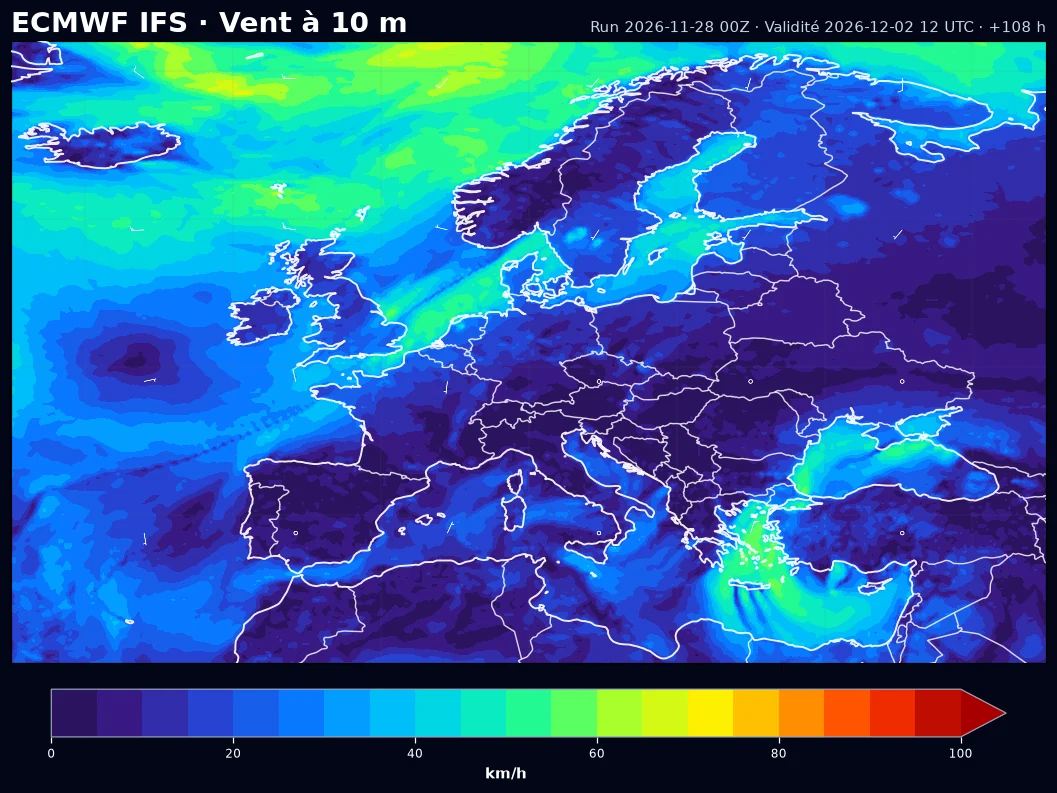 ECMWF IFS · Vent à 10 m
Run 2026-11-28 00Z · Validité 2026-12-02 12 UTC · +108 h
0 20 40 60 80 100
km/h